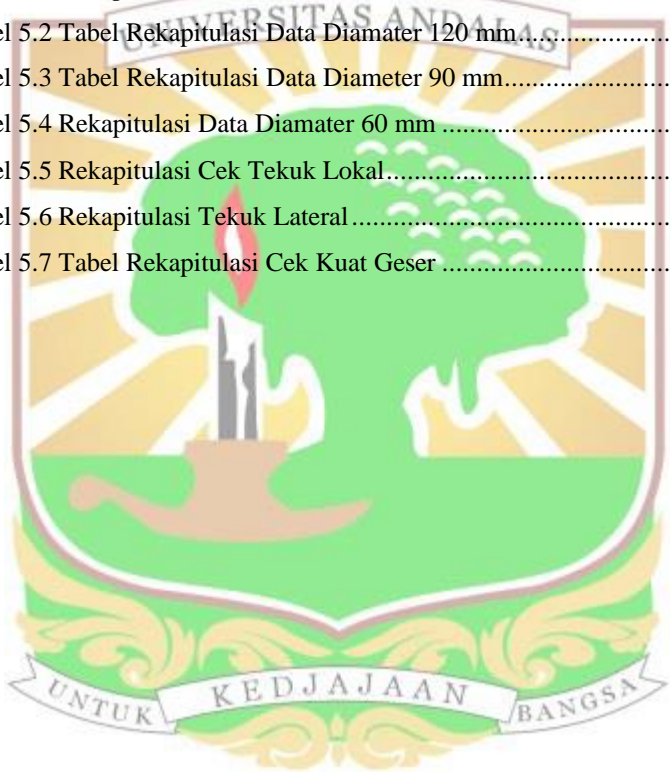 UNIVERSITAS ANDALAS
el 5.2 Tabel Rekapitulasi Data Diamater 120 mm.......................
el 5.3 Tabel Rekapitulasi Data Diameter 90 mm.........................
el 5.4 Rekapitulasi Data Diamater 60 mm ...................................
el 5.5 Rekapitulasi Cek Tekuk Lokal............................................
el 5.6 Rekapitulasi Tekuk Lateral..................................................
el 5.7 Tabel Rekapitulasi Cek Kuat Geser ...................................
UNTUK KEDJAJAAN BANGSA